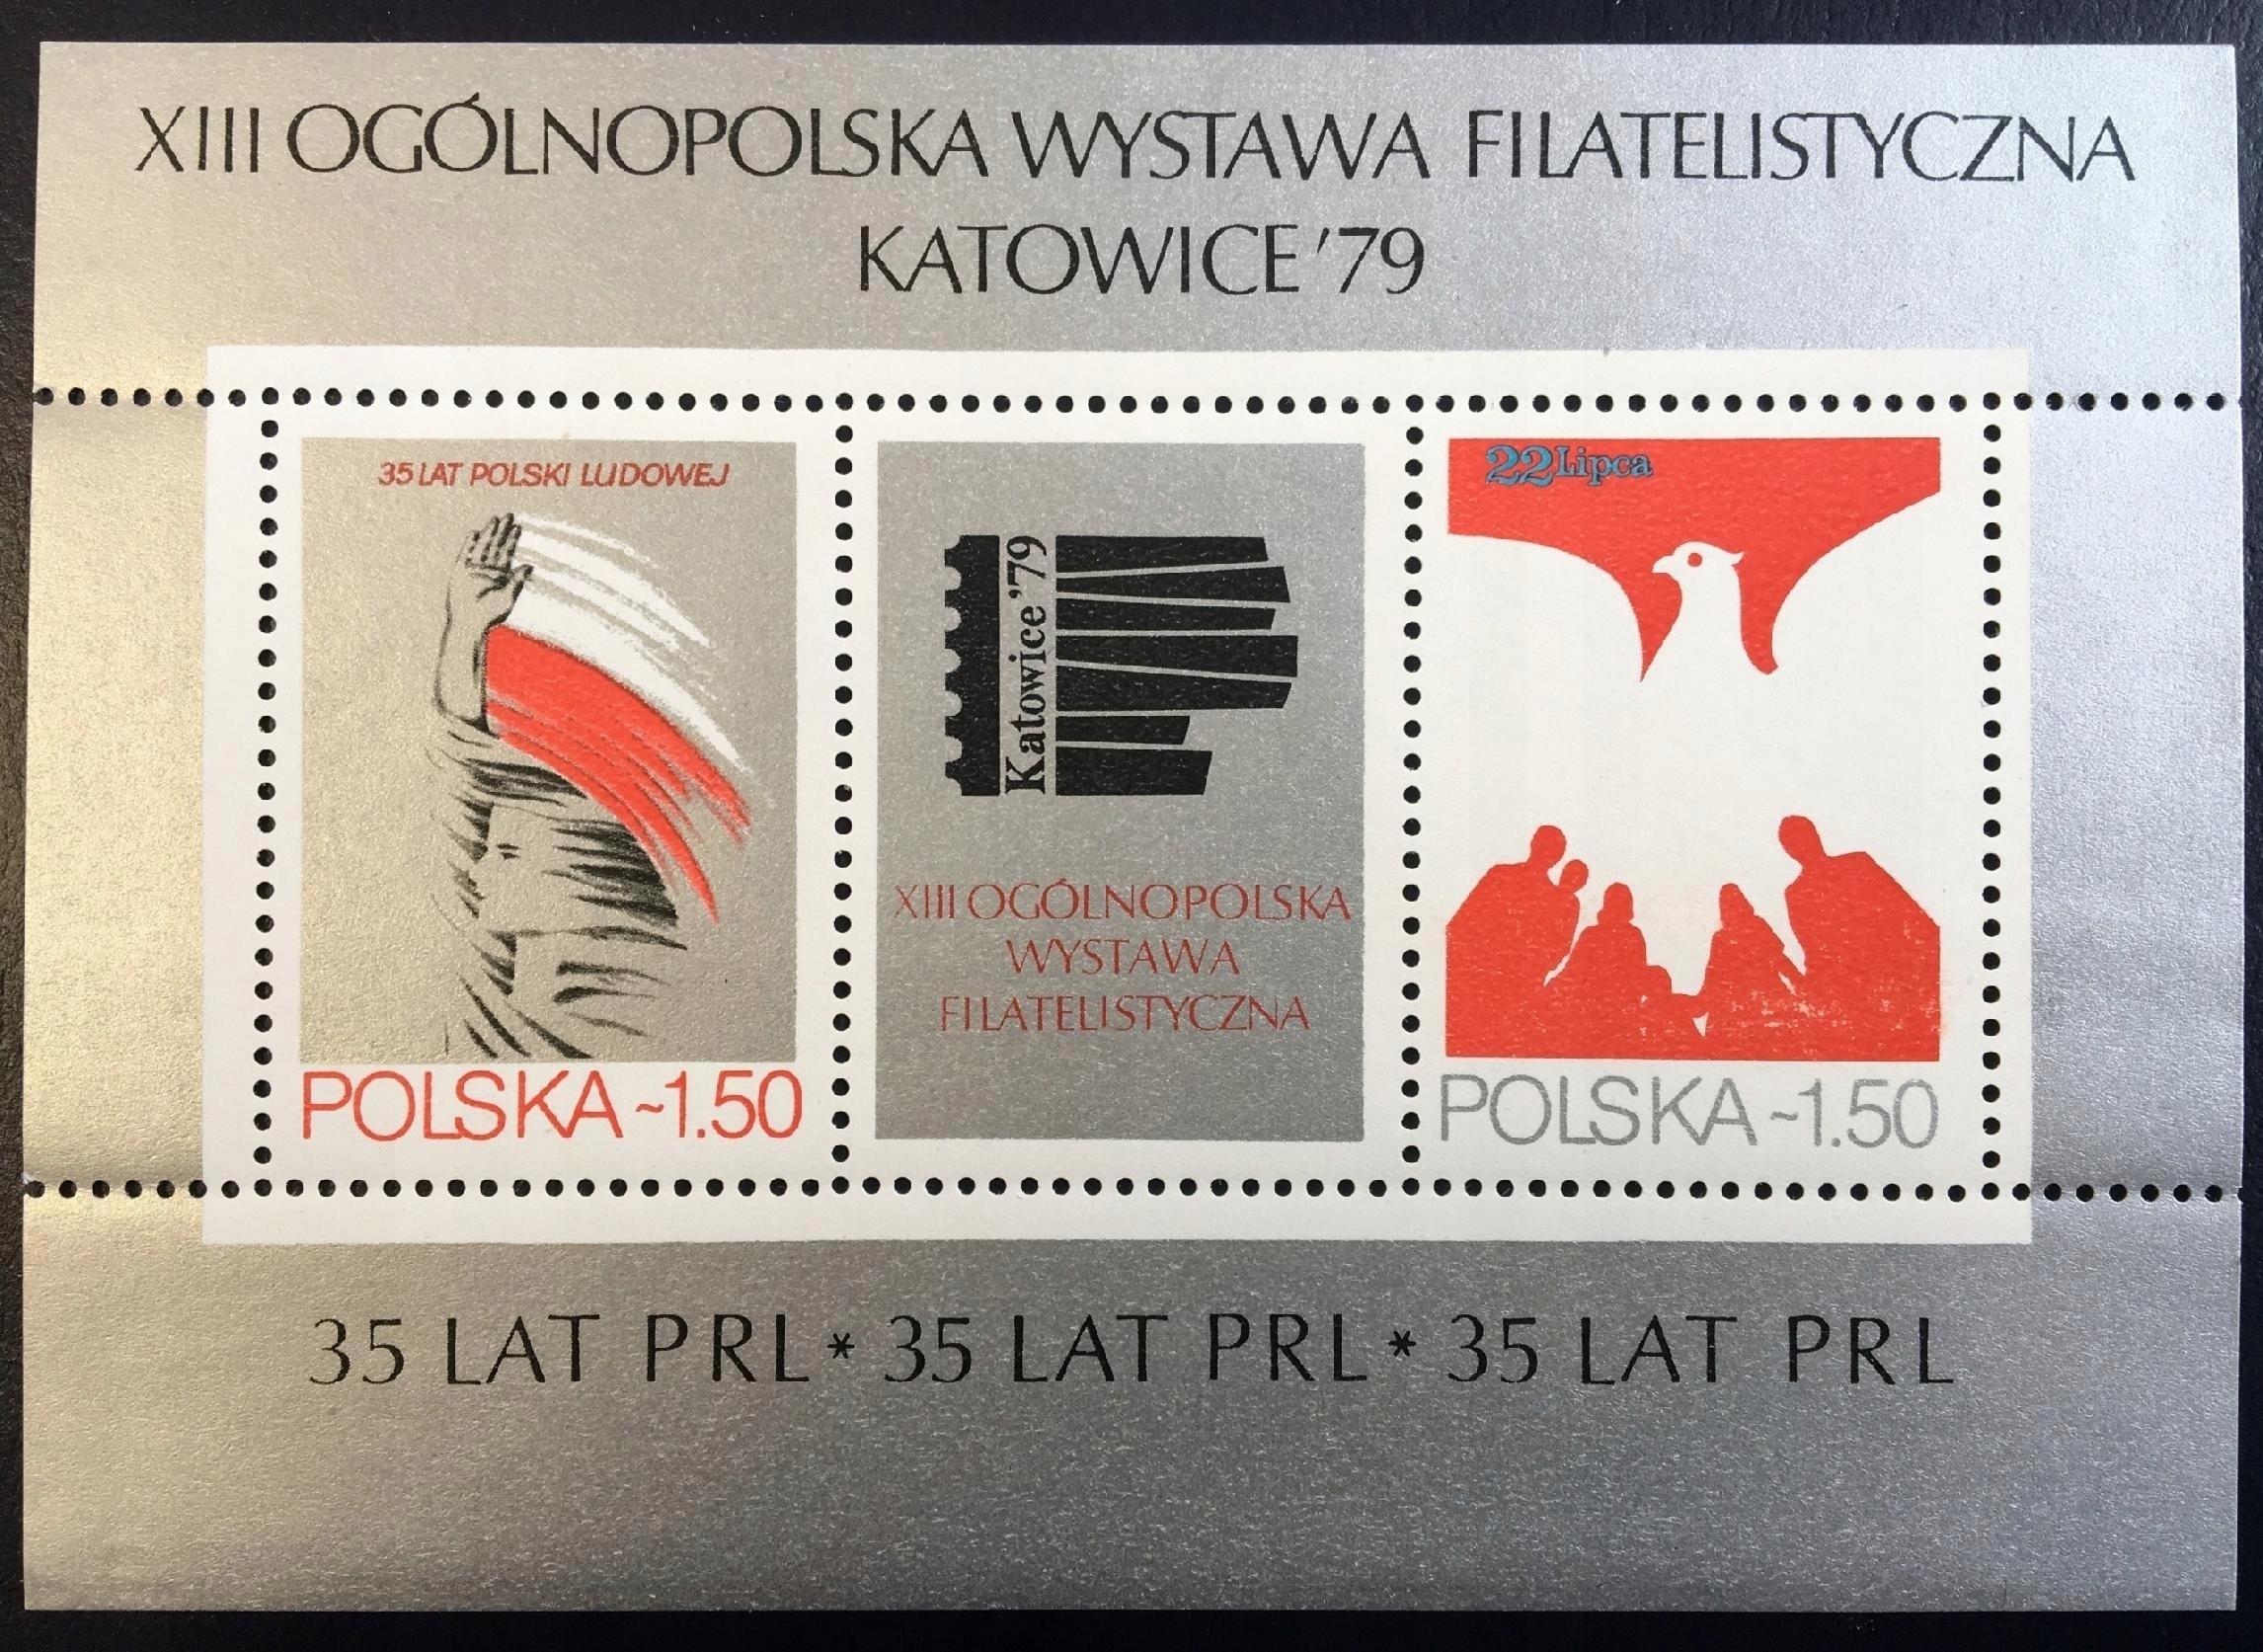 XIII OGÓLNOPOLSKA WYSTAWA FILATELISTYCZNA
KATOWICE '79
35 LAT POLSKI LUDOWEJ
POLSKA ~1.50
Katowice '79
XIII OGÓLNOPOLSKA
WYSTAWA
FILATELISTYCZNA
22 Lipca
POLSKA ~1.50
35 LAT PRL * 35 LAT PRL * 35 LAT PRL